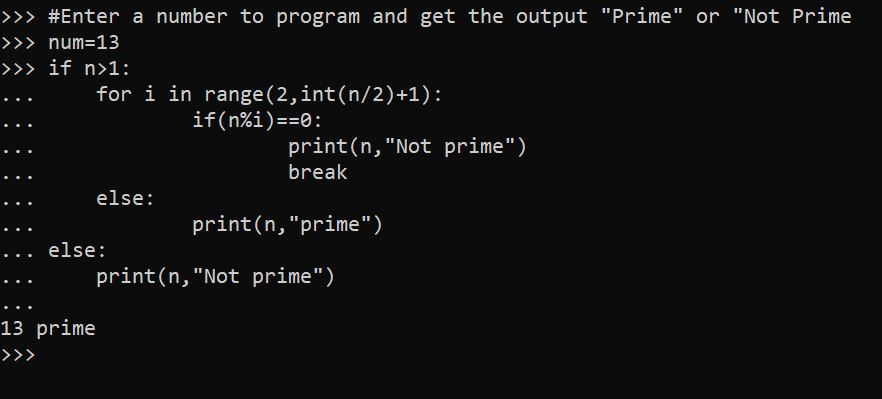 >>> #Enter a number to program and get the output "Prime" or "Not Prime
>>> num=13
>>> if n>1:
...     for i in range(2,int(n/2)+1):
...             if(n%i)==0:
...                     print(n,"Not prime")
...                     break
...     else:
...             print(n,"prime")
... else:
...     print(n,"Not prime")
...
13 prime
>>>